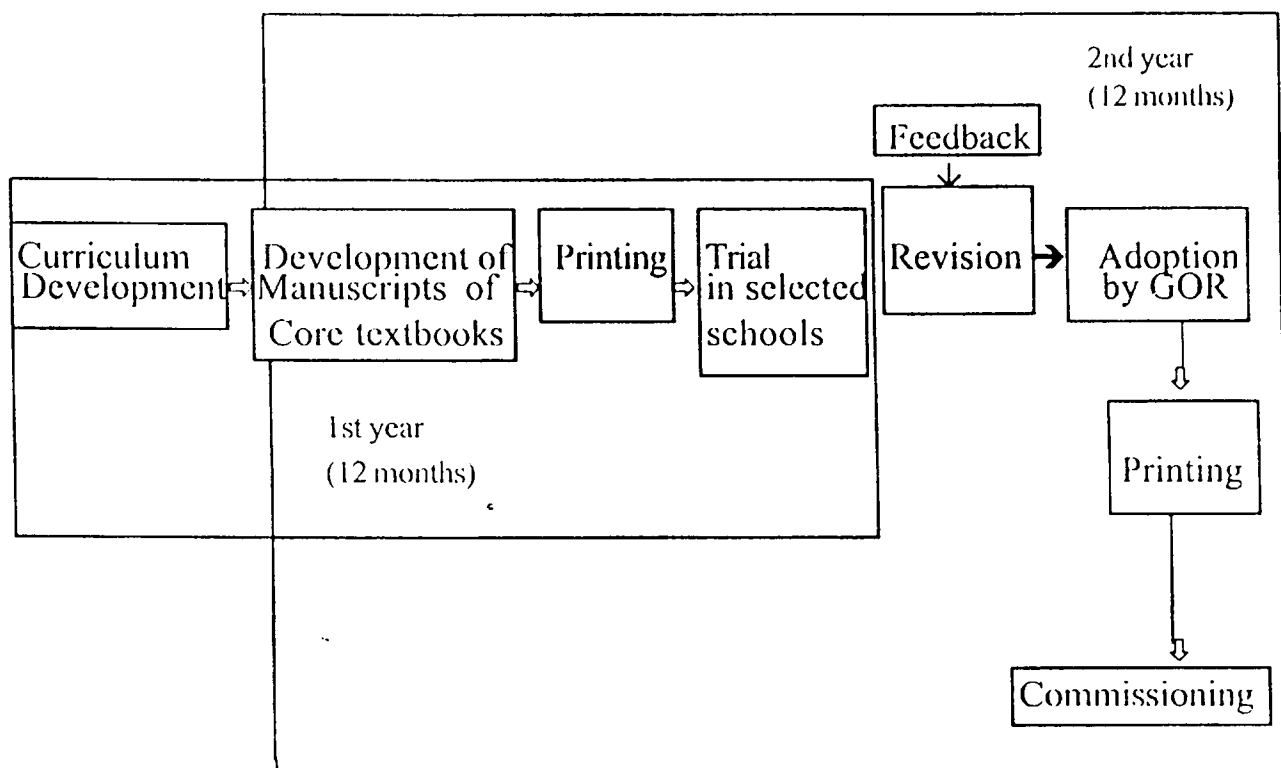 2nd year
(12 months)
Feedback
Curriculum
Development
Development of
Manuscripts of
Core textbooks
Printing
Trial
in selected
schools
Revision
Adoption
by GOR
1st year
(12 months)
Printing
Commissioning